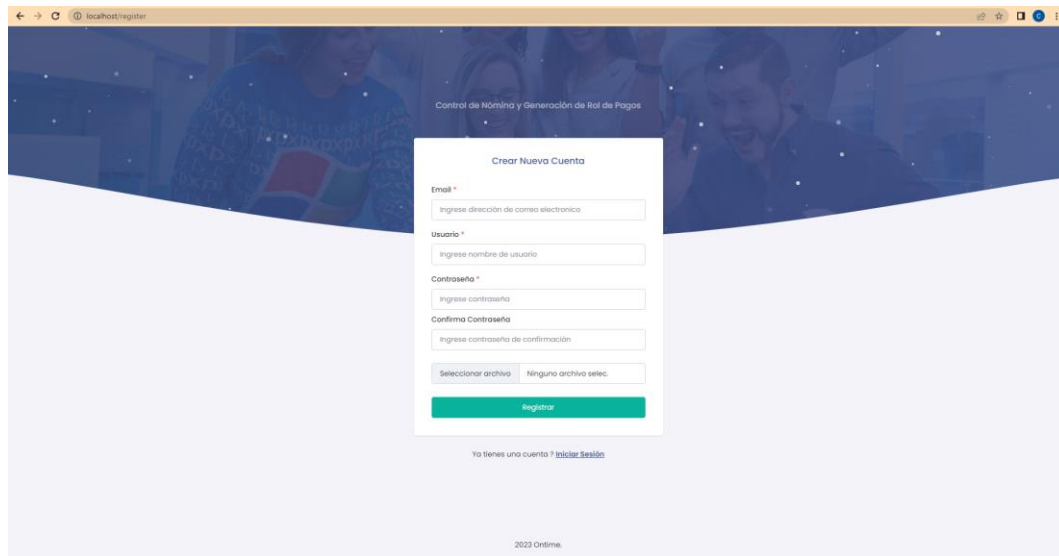 localhost/register
C
Control de Nómina y Generación de Rol de Pagos
Crear Nueva Cuenta
Email *
Ingrese dirección de correo electronico
Usuario *
Ingrese nombre de usuario
Contraseña *
Ingrese contraseña
Confirma Contraseña
Ingrese contraseña de confirmación
Seleccionar archivo Ninguno archivo selec.
Registrar
Ya tienes una cuenta ? Iniciar Sesión
2023 Ontime.